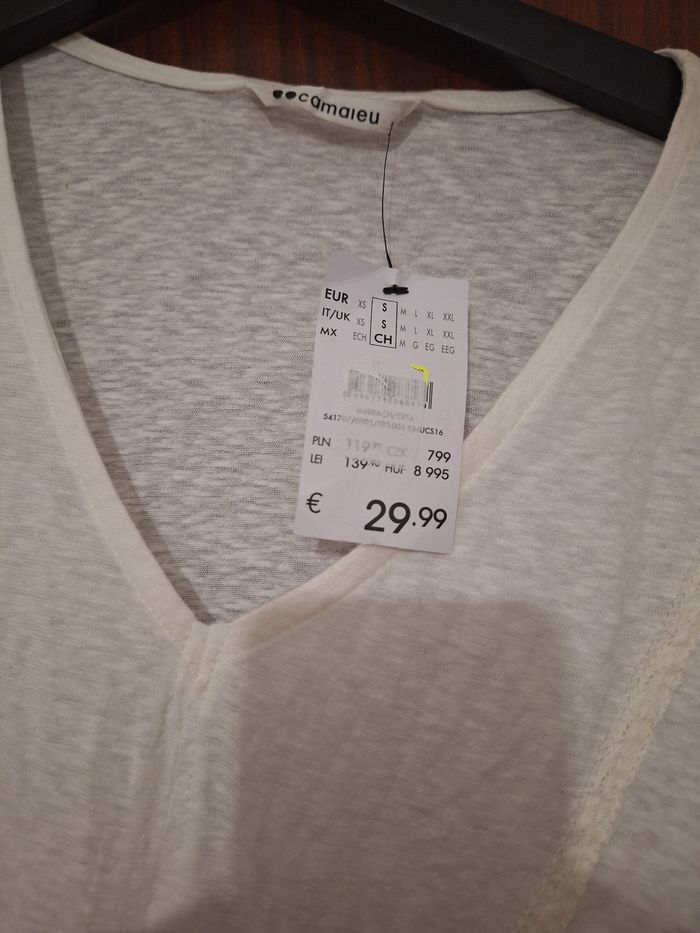 camaieu
EUR XS S M L XL XXL
IT/UK XS S M L XL XXL
MX ECH CH M G EG EEG
PLN 119.99 CZK 799
LEI 139.90 HUF 8 995
€ 29.99